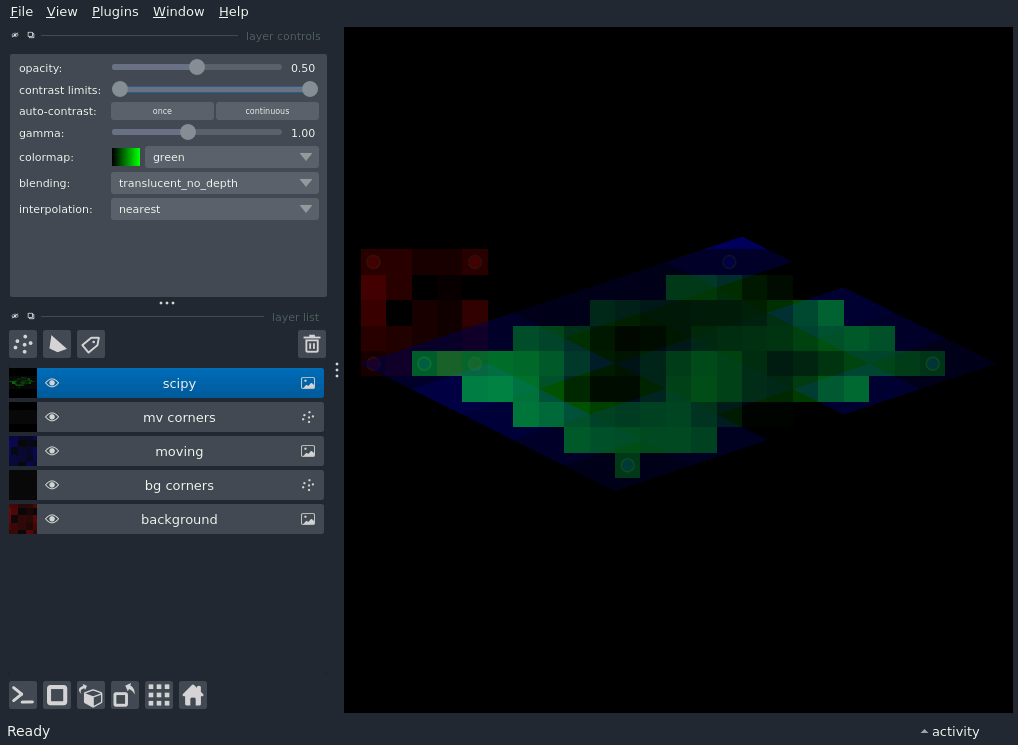 File View Plugins Window Help
layer controls
opacity: 0.50
contrast limits:
auto-contrast: once continuous
gamma: 1.00
colormap: green
blending: translucent_no_depth
interpolation: nearest
layer list
scipy
mv corners
moving
bg corners
background
Ready activity